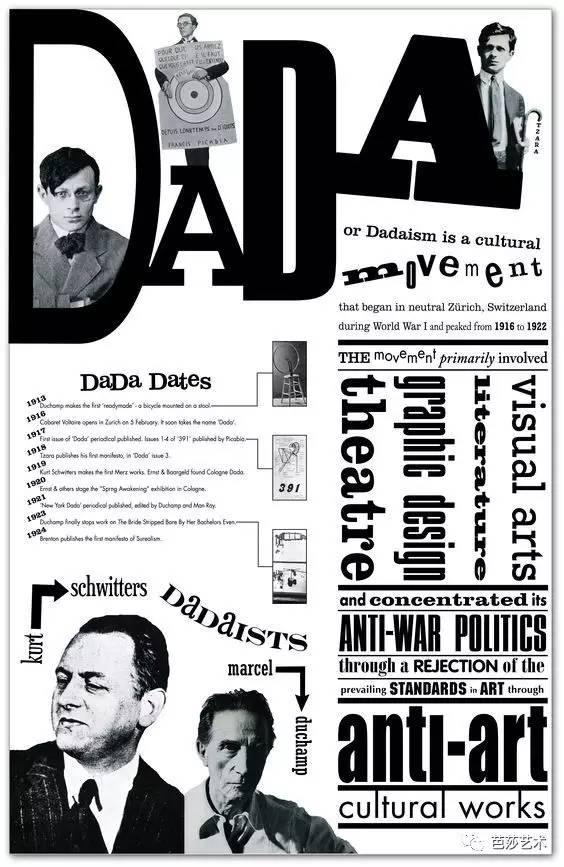 DADA
POUR QUE US AIMIEZ
QUELQUE IL FAUT
QUE VOUS
DEPUIS LONGTEMPS D'IDIOTS
FRANCIS PICABIA
TZARA
or Dadaism is a cultural
movement
that began in neutral Zürich, Switzerland
during World War I and peaked from 1916 to 1922
THE movement primarily involved
visual arts
literature
graphic design
theatre
and concentrated its
ANTI-WAR POLITICS
through a REJECTION of the
prevailing STANDARDS in ART through
anti-art
cultural works
DaDa Dates
1913
Duchamp makes the first 'readymade' - a bicycle mounted on a stool.
1916
Cabaret Voltaire opens in Zurich on 5 February. It soon takes the name 'Dada'.
1917
First issue of 'Dada' periodical published. Issues 1-4 of '391' published by Picabia.
1918
Tzara publishes his first manifesto, in 'Dada' issue 3.
1919
Kurt Schwitters makes the first Merz works. Ernst & Baargeld found Cologne Dada.
1920
Ernst & others stage the "Sprng Awakening" exhibition in Cologne.
1921
'New York Dada' periodical published, edited by Duchamp and Man Ray.
1923
Duchamp finally stops work on The Bride Stripped Bare By Her Bachelors Even.
1924
Brenton publishes the first manifesto of Surealism.
391
DaDaISTS
kurt
schwitters
marcel
duchamp
芭莎艺术